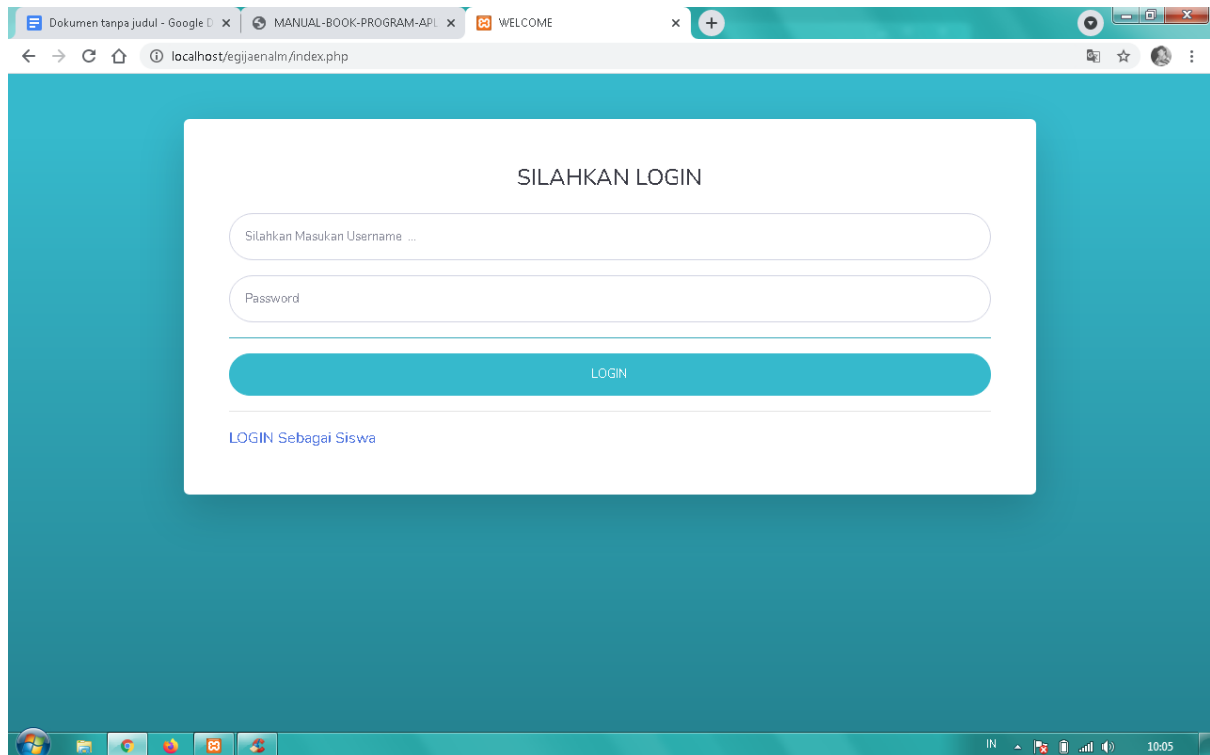 Dokumen tanpa judul - Google D
MANUAL-BOOK-PROGRAM-APL
WELCOME
localhost/egijaenalm/index.php
SILAHKAN LOGIN
Silahkan Masukan Username ...
Password
LOGIN
LOGIN Sebagai Siswa
IN
10:05